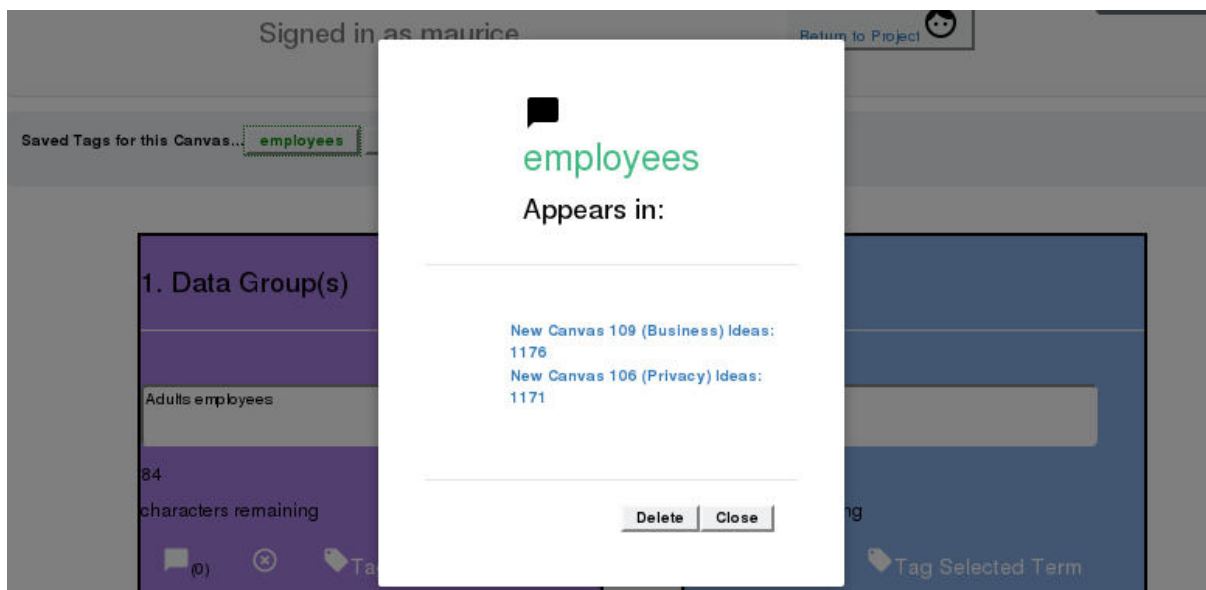 Signed in as maurice
Return to Project
Saved Tags for this Canvas... employees
employees
Appears in:
1. Data Group(s)
New Canvas 109 (Business) Ideas:
1176
New Canvas 106 (Privacy) Ideas:
1171
Adults employees
84
characters remaining
Delete Close
(0)
Tag Selected Term